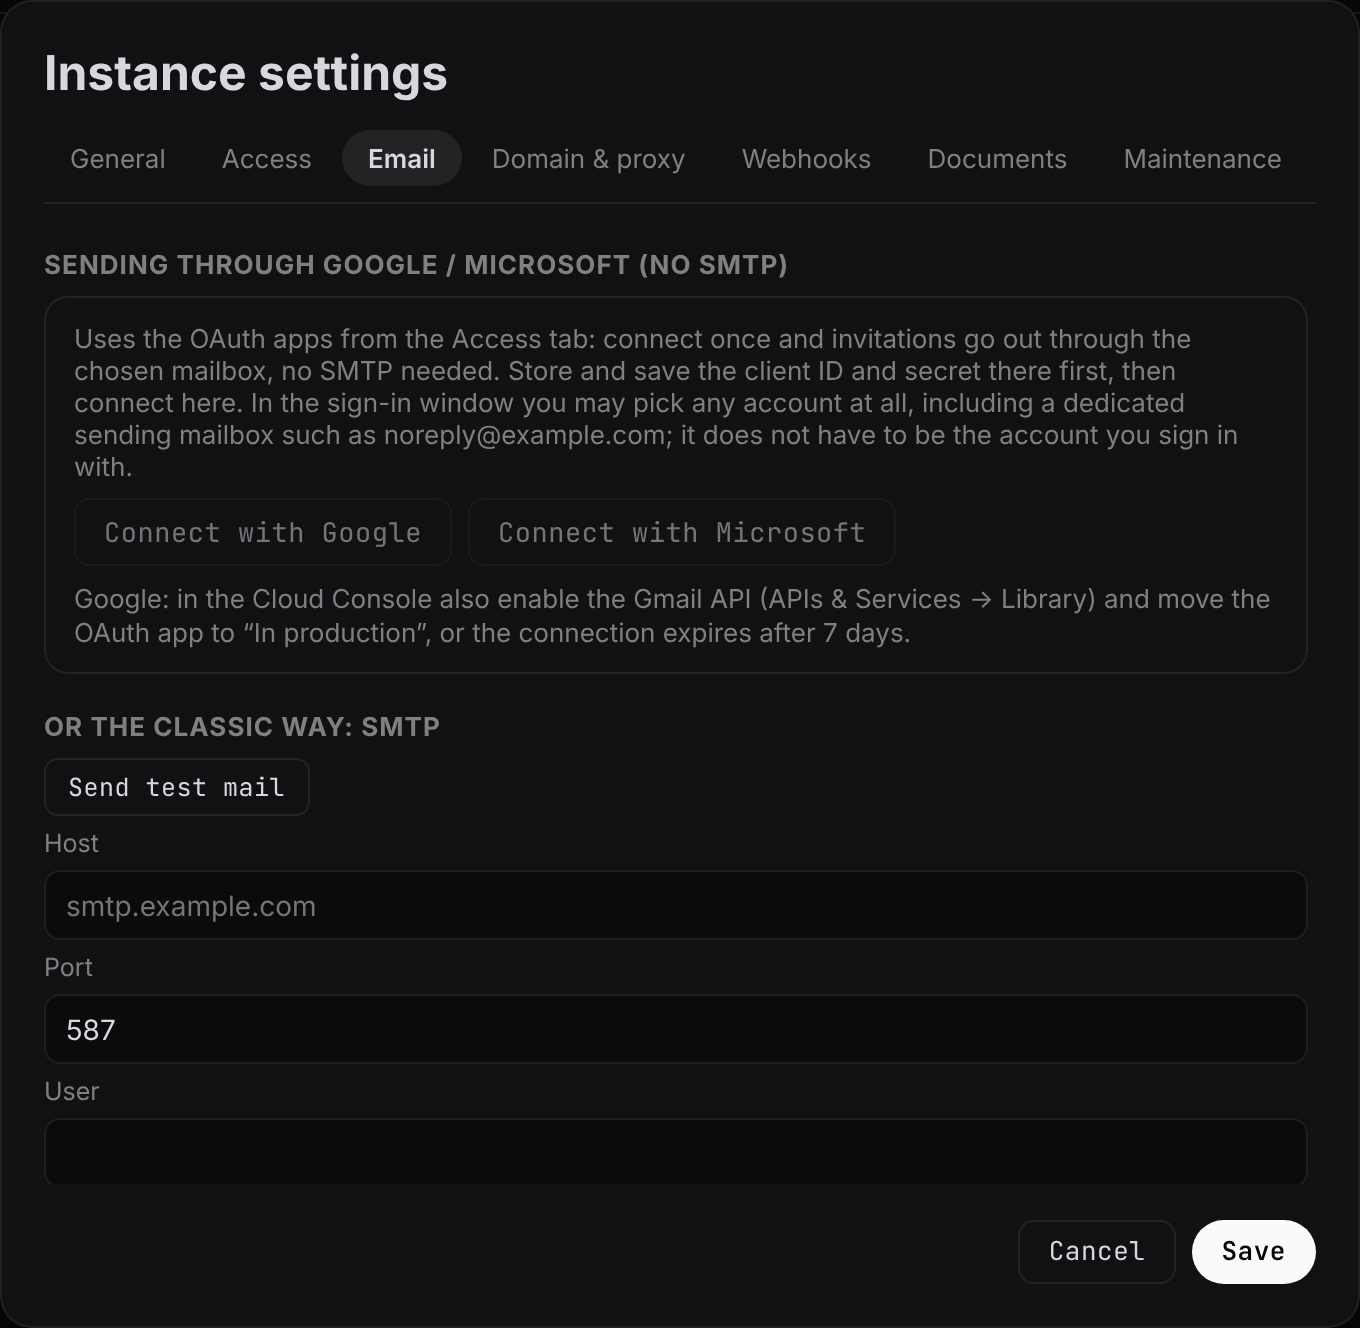 Instance settings
General Access Email Domain & proxy Webhooks Documents Maintenance
SENDING THROUGH GOOGLE / MICROSOFT (NO SMTP)
Uses the OAuth apps from the Access tab: connect once and invitations go out through the
chosen mailbox, no SMTP needed. Store and save the client ID and secret there first, then
connect here. In the sign-in window you may pick any account at all, including a dedicated
sending mailbox such as noreply@example.com; it does not have to be the account you sign in
with.
Connect with Google Connect with Microsoft
Google: in the Cloud Console also enable the Gmail API (APIs & Services → Library) and move the
OAuth app to “In production”, or the connection expires after 7 days.
OR THE CLASSIC WAY: SMTP
Send test mail
Host
smtp.example.com
Port
587
User
Cancel Save